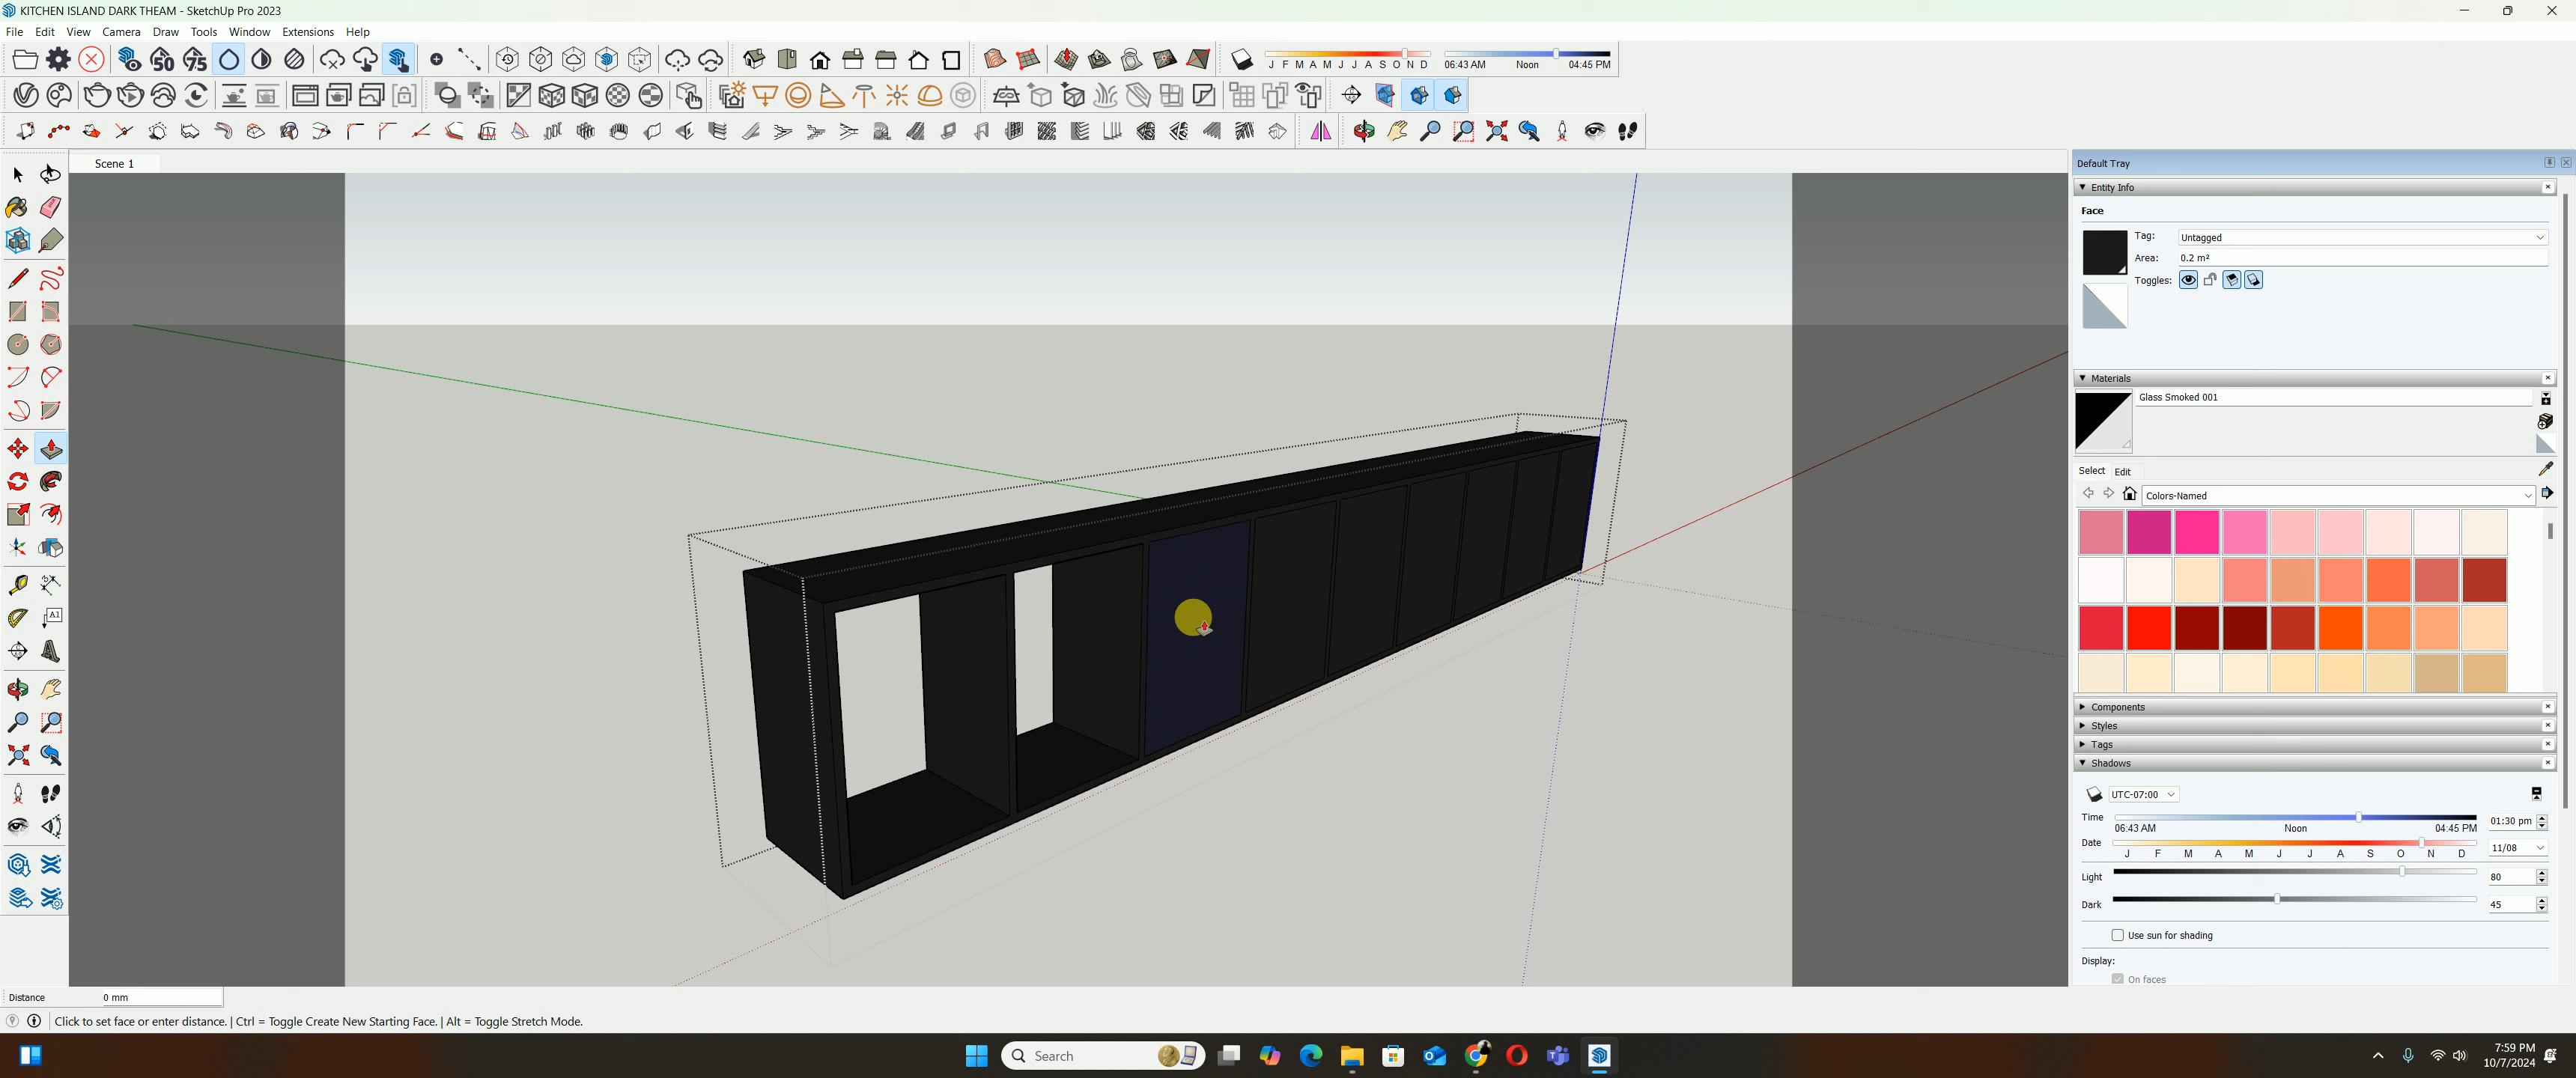 KITCHEN ISLAND DARK THEAM - SketchUp Pro 2023
File Edit View Camera Draw Tools Window Extensions Help
50 75
J F M A M J J A S O N D
06:43 AM Noon 04:45 PM
Scene 1
A1
Default Tray
Entity Info
Face
Tag: Untagged
Area: 0.2 m²
Toggles:
Materials
Glass Smoked 001
Select Edit
Colors-Named
Components
Styles
Tags
Shadows
UTC-07:00
Time 01:30 pm
06:43 AM Noon 04:45 PM
Date 11/08
J F M A M J J A S O N D
Light 80
Dark 45
Use sun for shading
Display:
On faces
Distance 0 mm
Click to set face or enter distance. | Ctrl = Toggle Create New Starting Face. | Alt = Toggle Stretch Mode.
Search
7:59 PM
10/7/2024